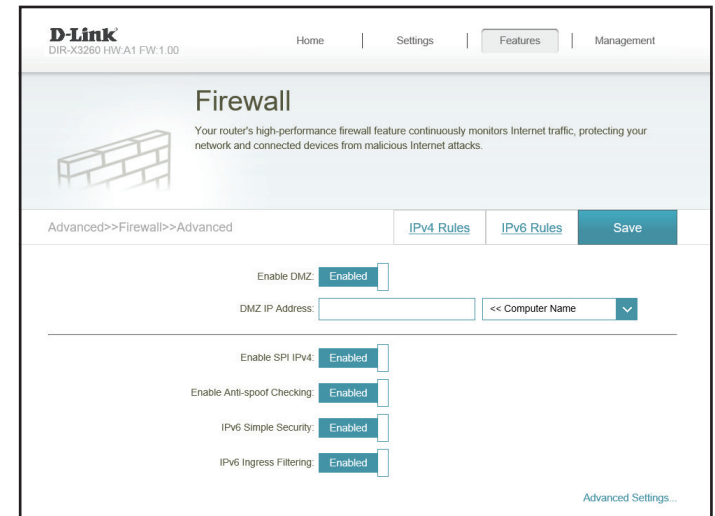 D-Link
DIR-X3260 HW:A1 FW:1.00
Home | Settings | Features | Management
Firewall
Your router's high-performance firewall feature continuously monitors Internet traffic, protecting your
network and connected devices from malicious Internet attacks.
Advanced>>Firewall>>Advanced
IPv4 Rules
IPv6 Rules
Save
Enable DMZ: Enabled
DMZ IP Address: << Computer Name
Enable SPI IPv4: Enabled
Enable Anti-spoof Checking: Enabled
IPv6 Simple Security: Enabled
IPv6 Ingress Filtering: Enabled
Advanced Settings...